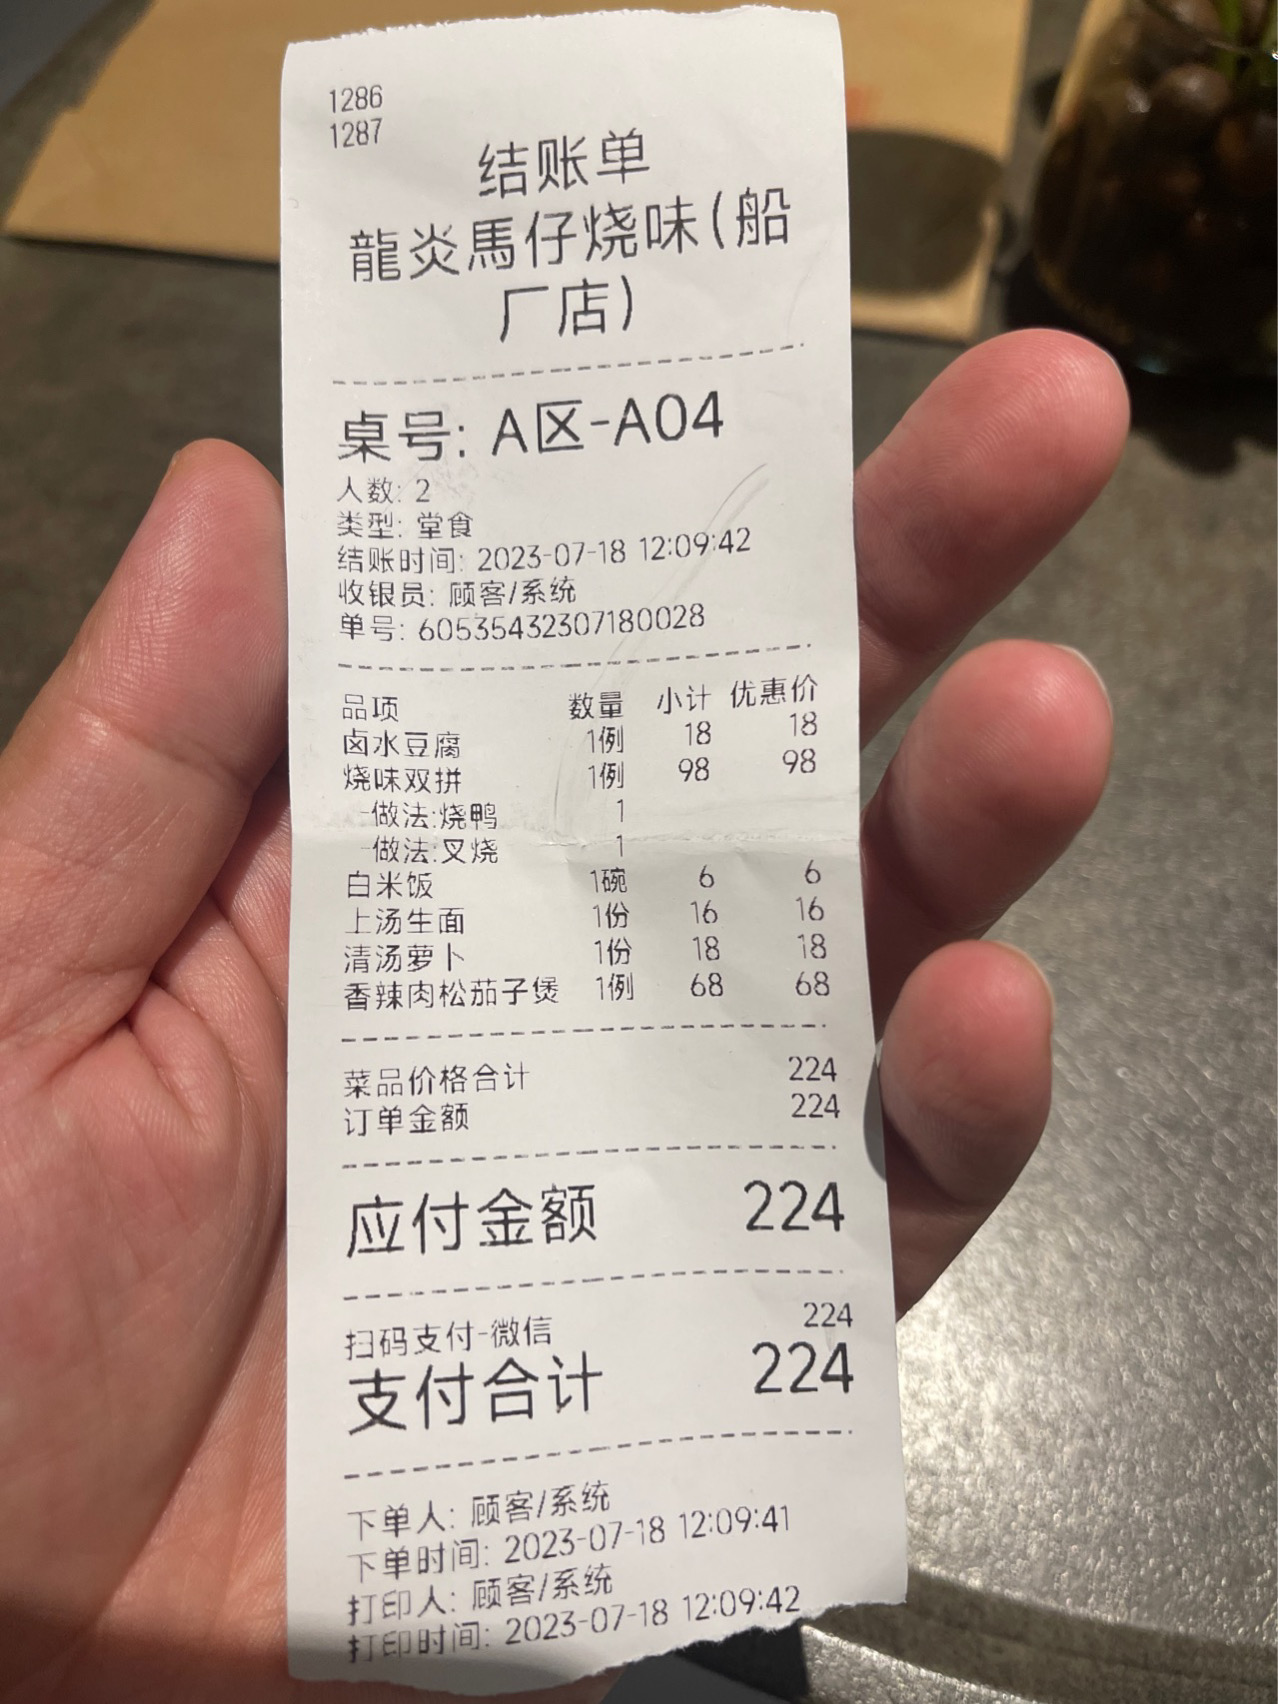 1286
1287
结账单
龍炎馬仔烧味(船
厂店)
桌号: A区-A04
人数: 2
类型: 堂食
结账时间: 2023-07-18 12:09:42
收银员: 顾客/系统
单号: 60535432307180028
品项 数量 小计 优惠价
卤水豆腐 1例 18 18
烧味双拼 1例 98 98
-做法:烧鸭 1
-做法:叉烧 1
白米饭 1碗 6 6
上汤生面 1份 16 16
清汤萝卜 1份 18 18
香辣肉松茄子煲 1例 68 68
菜品价格合计 224
订单金额 224
应付金额 224
扫码支付-微信 224
支付合计 224
下单人: 顾客/系统
下单时间: 2023-07-18 12:09:41
打印人: 顾客/系统
打印时间: 2023-07-18 12:09:42